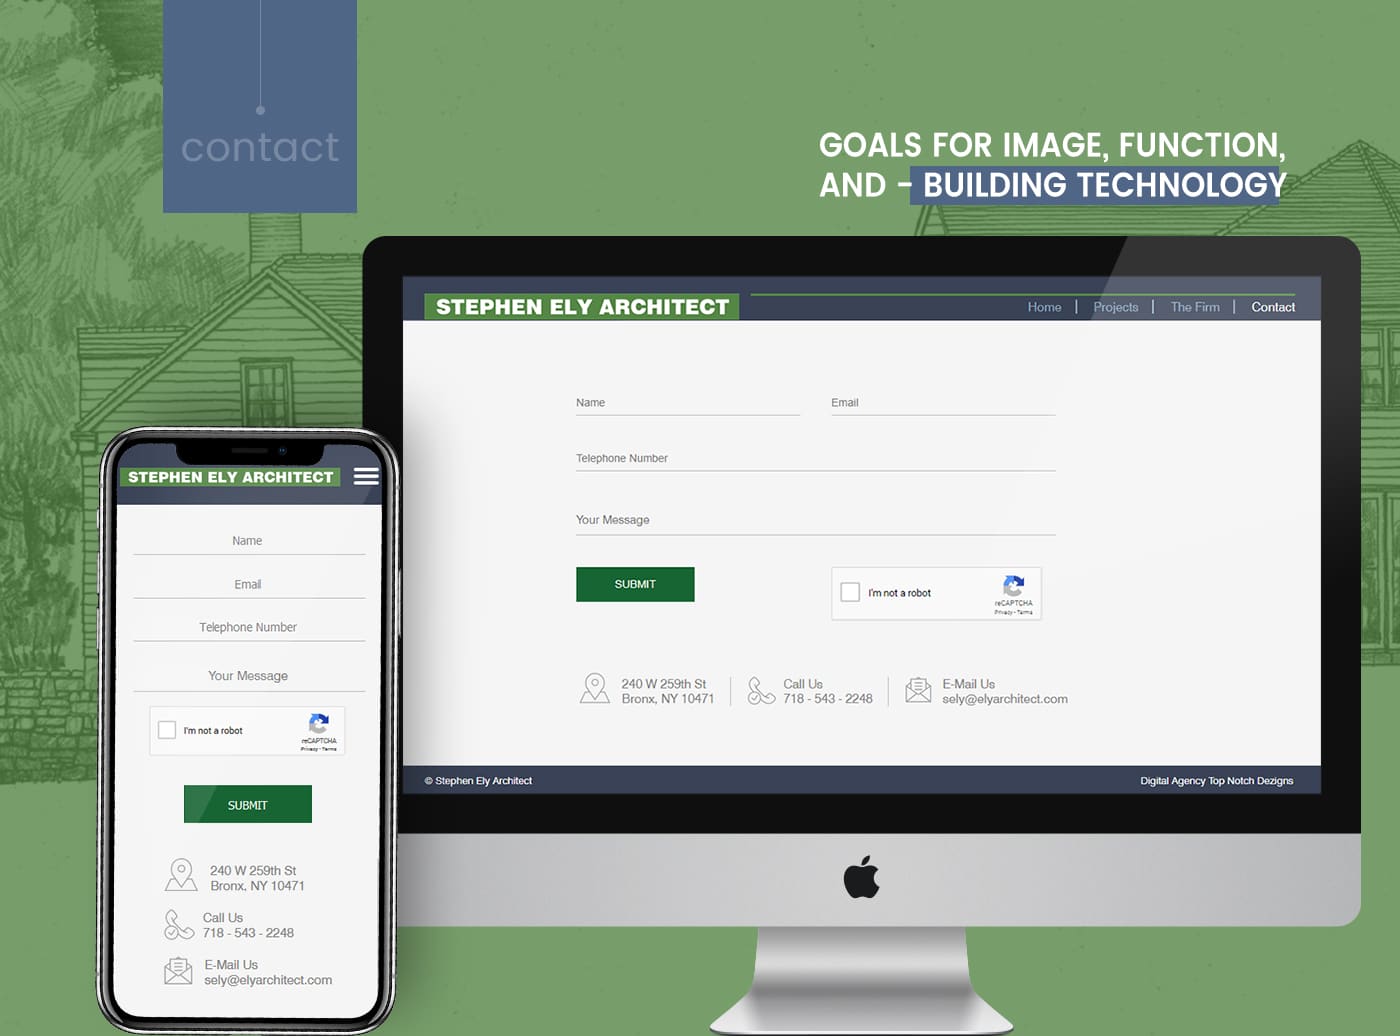 contact
GOALS FOR IMAGE, FUNCTION,
AND - BUILDING TECHNOLOGY
STEPHEN ELY ARCHITECT
Home | Projects | The Firm | Contact
Name
Email
Telephone Number
Your Message
SUBMIT
I'm not a robot
reCAPTCHA
Privacy - Terms
240 W 259th St
Bronx, NY 10471
Call Us
718 - 543 - 2248
E-Mail Us
sely@elyarchitect.com
© Stephen Ely Architect
Digital Agency Top Notch Dezigns
STEPHEN ELY ARCHITECT
Name
Email
Telephone Number
Your Message
I'm not a robot
reCAPTCHA
Privacy - Terms
SUBMIT
240 W 259th St
Bronx, NY 10471
Call Us
718 - 543 - 2248
E-Mail Us
sely@elyarchitect.com